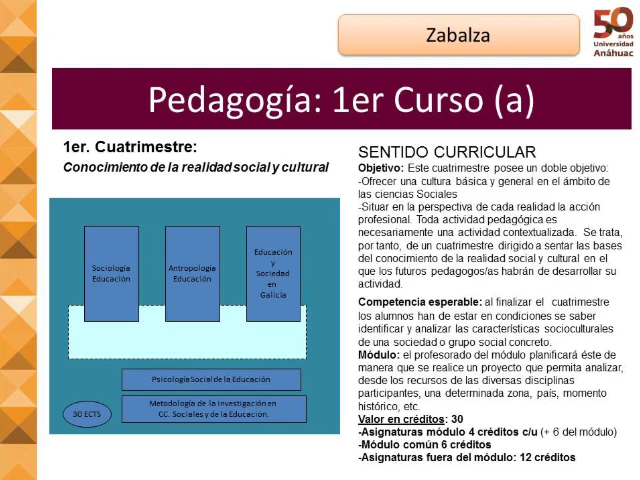 Zabalza
50
años
Universidad
Anáhuac
Pedagogía: 1er Curso (a)
1er. Cuatrimestre:
Conocimiento de la realidad social y cultural
Sociología
Educación
Antropología
Educación
Educación
y
Sociedad
en
Galicia
Psicología Social de la Educación
Metodología de la Investigación en
CC. Sociales y de la Educación.
30 ECTS
SENTIDO CURRICULAR
Objetivo: Este cuatrimestre posee un doble objetivo:
-Ofrecer una cultura básica y general en el ámbito de
las ciencias Sociales
-Situar en la perspectiva de cada realidad la acción
profesional. Toda actividad pedagógica es
necesariamente una actividad contextualizada. Se trata,
por tanto, de un cuatrimestre dirigido a sentar las bases
del conocimiento de la realidad social y cultural en el
que los futuros pedagogos/as habrán de desarrollar su
actividad.
Competencia esperable: al finalizar el cuatrimestre
los alumnos han de estar en condiciones se saber
identificar y analizar las características socioculturales
de una sociedad o grupo social concreto.
Módulo: el profesorado del módulo planificará éste de
manera que se realice un proyecto que permita analizar,
desde los recursos de las diversas disciplinas
participantes, una determinada zona, país, momento
histórico, etc.
Valor en créditos: 30
-Asignaturas módulo 4 créditos c/u (+ 6 del módulo)
-Módulo común 6 créditos
-Asignaturas fuera del módulo: 12 créditos